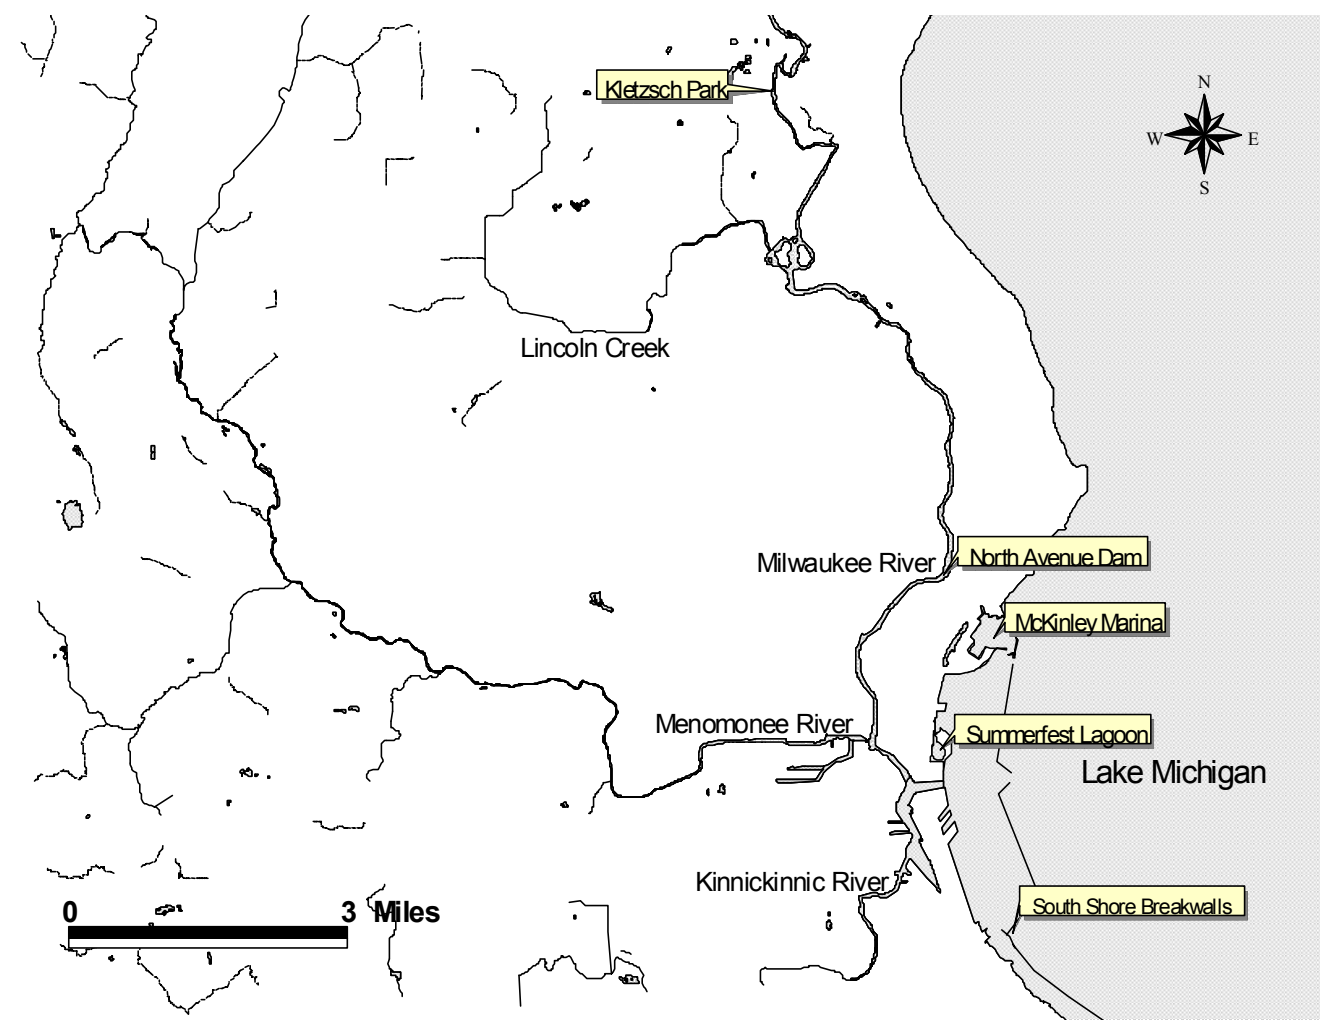 Kletzsch Park
N
W
E
S
Lincoln Creek
Milwaukee River
North Avenue Dam
McKinley Marina
Menomonee River
Summerfest Lagoon
Lake Michigan
Kinnickinnic River
South Shore Breakwalls
0 3 Miles